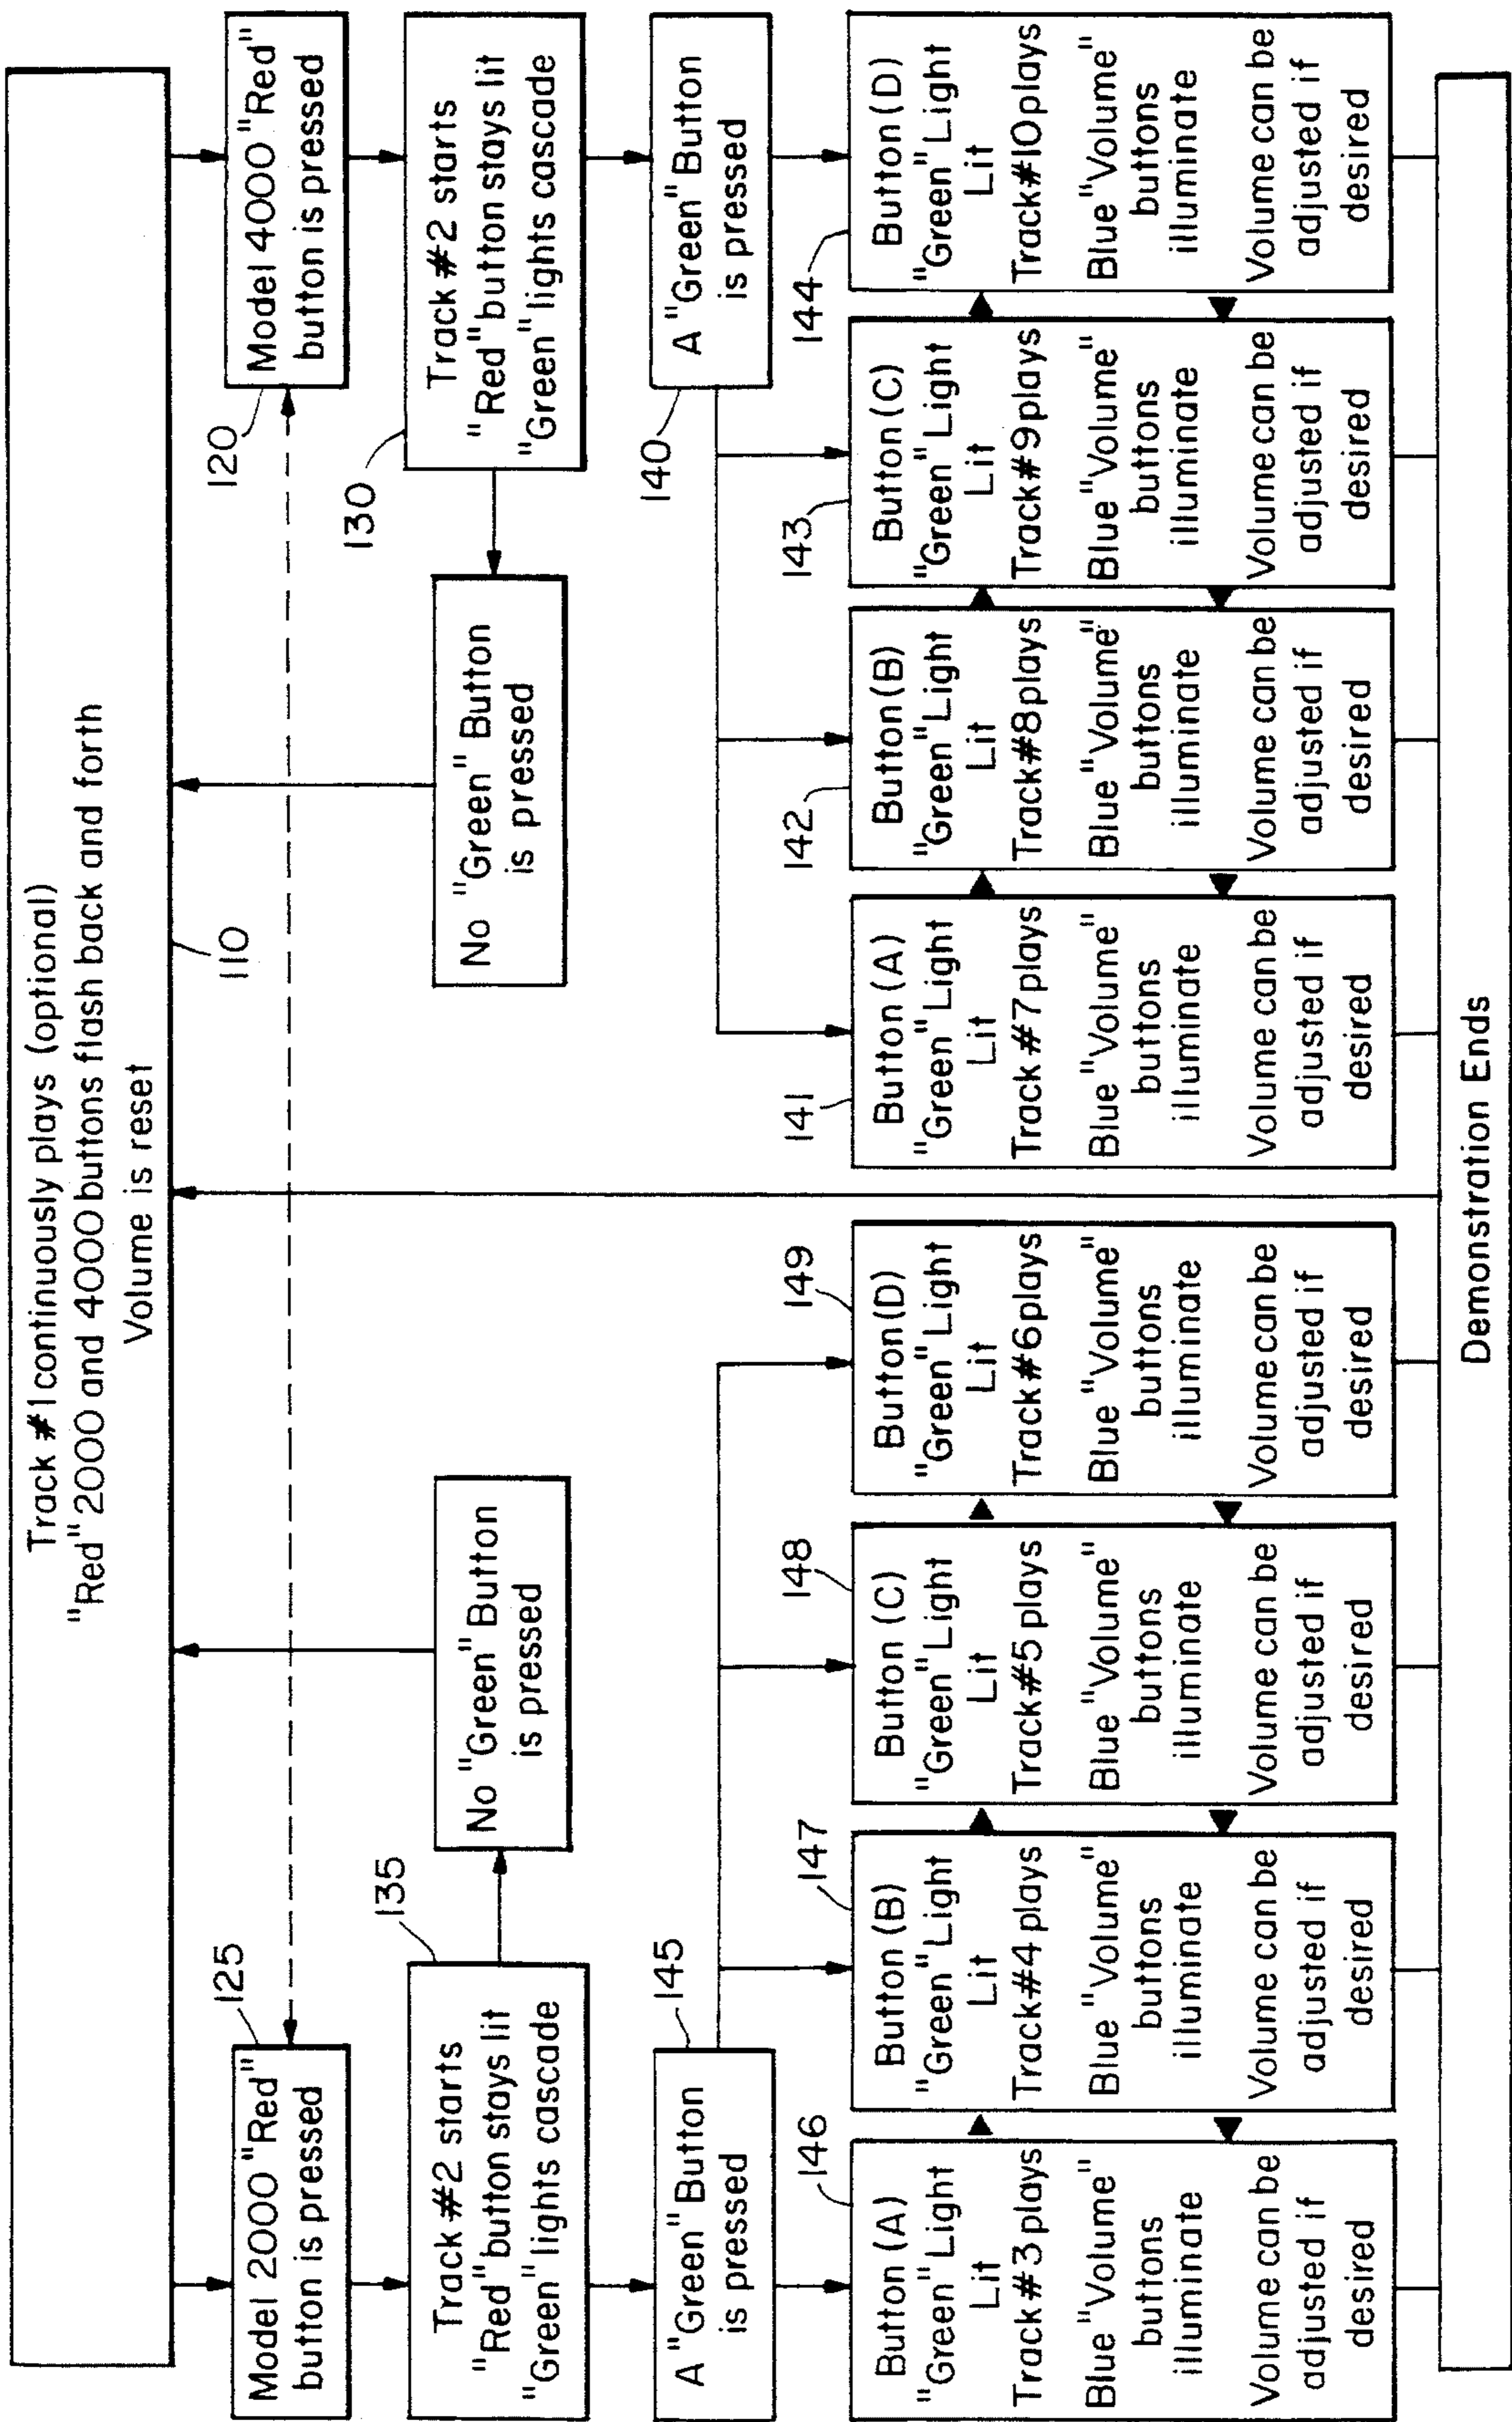 Track #1 continuously plays (optional)
"Red" 2000 and 4000 buttons flash back and forth
Volume is reset
110
Model 2000 "Red"
button is pressed
125
Model 4000 "Red"
button is pressed
120
Track #2 starts
"Red" button stays lit
"Green" lights cascade
135
No "Green" Button
is pressed
No "Green" Button
is pressed
Track #2 starts
"Red" button stays lit
"Green" lights cascade
130
A "Green" Button
is pressed
145
A "Green" Button
is pressed
140
146
Button (A)
"Green" Light
Lit
Track #3 plays
Blue "Volume"
buttons
illuminate
Volume can be
adjusted if
desired
147
Button (B)
"Green" Light
Lit
Track #4 plays
Blue "Volume"
buttons
illuminate
Volume can be
adjusted if
desired
148
Button (C)
"Green" Light
Lit
Track #5 plays
Blue "Volume"
buttons
illuminate
Volume can be
adjusted if
desired
149
Button (D)
"Green" Light
Lit
Track #6 plays
Blue "Volume"
buttons
illuminate
Volume can be
adjusted if
desired
141
Button (A)
"Green" Light
Lit
Track #7 plays
Blue "Volume"
buttons
illuminate
Volume can be
adjusted if
desired
142
Button (B)
"Green" Light
Lit
Track #8 plays
Blue "Volume"
buttons
illuminate
Volume can be
adjusted if
desired
143
Button (C)
"Green" Light
Lit
Track #9 plays
Blue "Volume"
buttons
illuminate
Volume can be
adjusted if
desired
144
Button (D)
"Green" Light
Lit
Track #10 plays
Blue "Volume"
buttons
illuminate
Volume can be
adjusted if
desired
Demonstration Ends